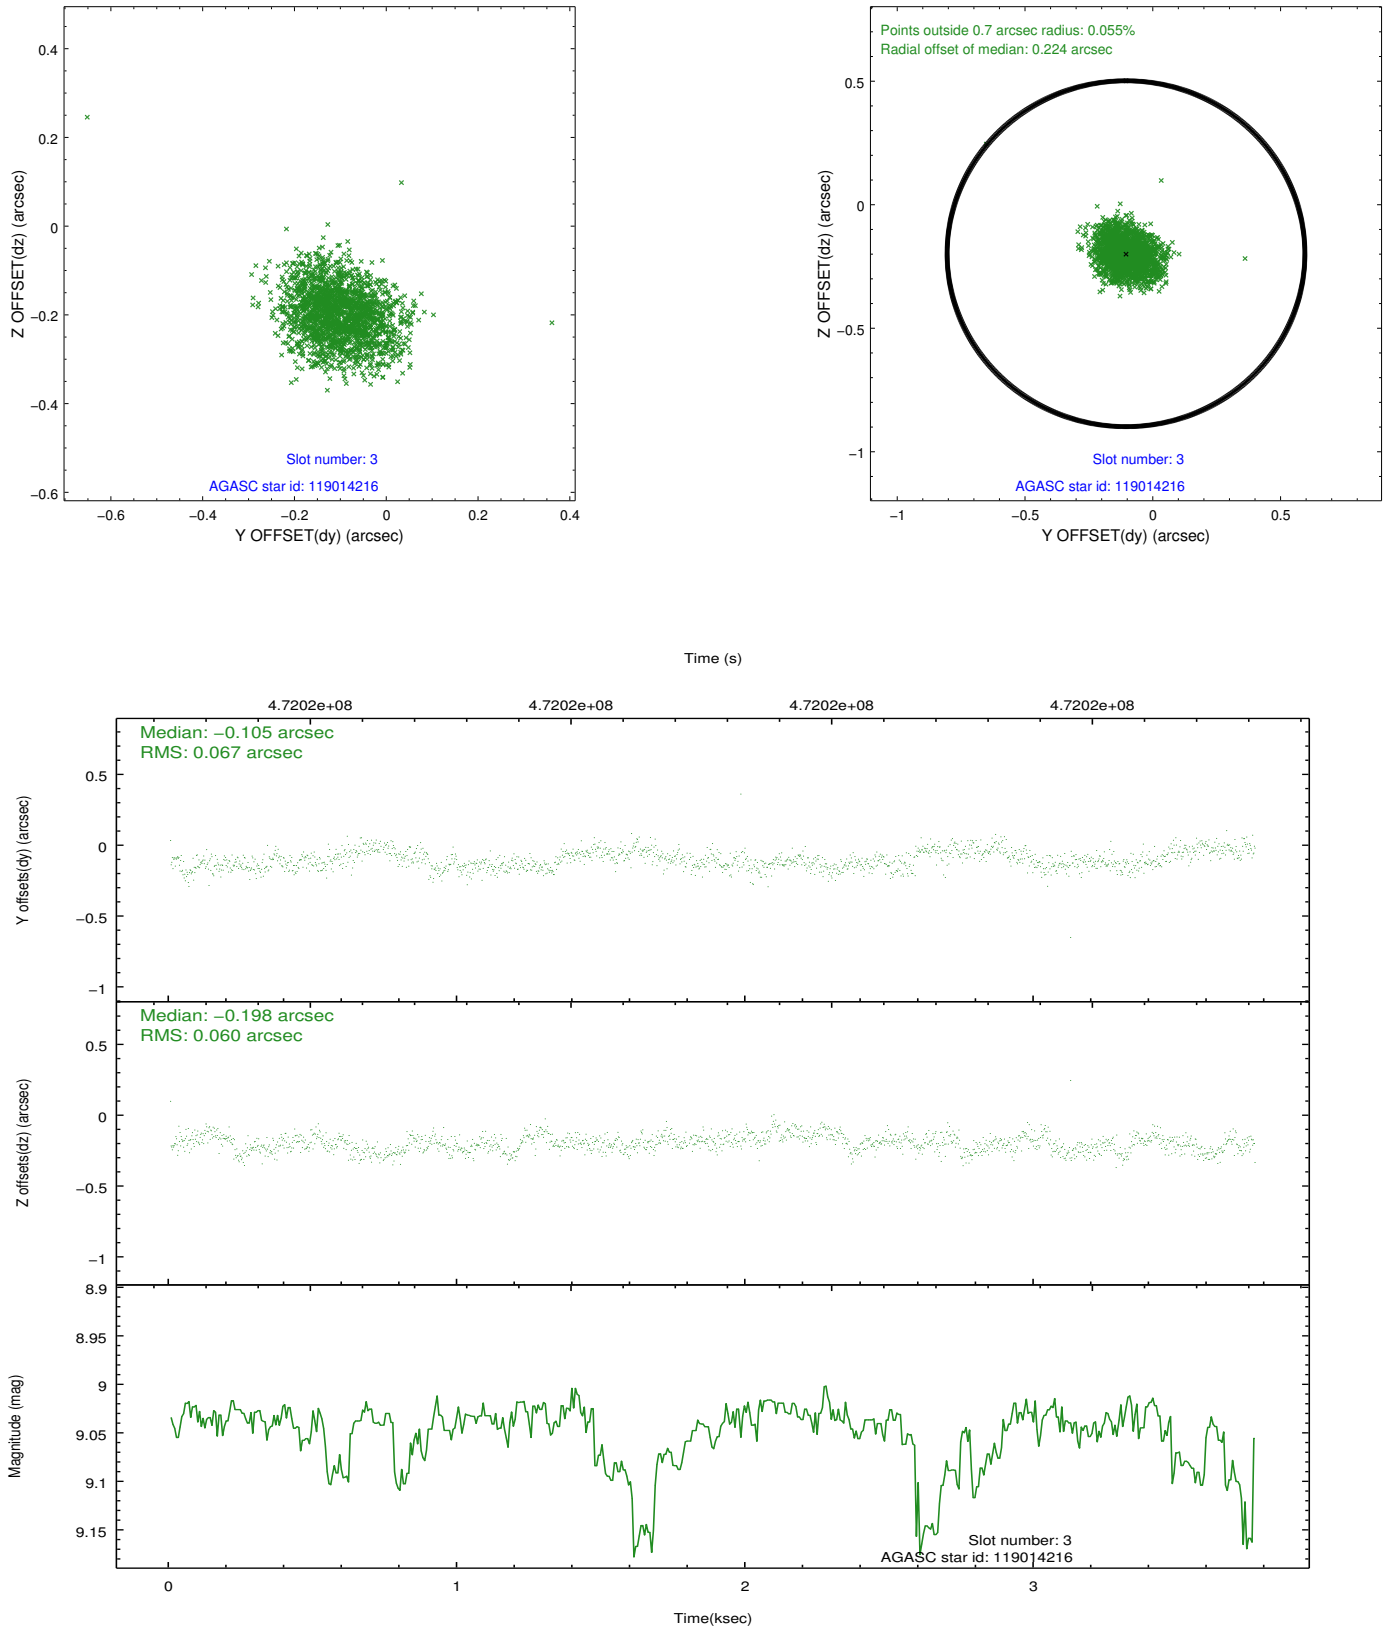 0.4
0.2
0
−0.2
−0.4
−0.6
Z OFFSET(dz) (arcsec)
Slot number: 3
AGASC star id: 119014216
−0.6 −0.4 −0.2 0 0.2 0.4
Y OFFSET(dy) (arcsec)
Points outside 0.7 arcsec radius: 0.055%
Radial offset of median: 0.224 arcsec
0.5
0
−0.5
−1
Z OFFSET(dz) (arcsec)
Slot number: 3
AGASC star id: 119014216
−1 −0.5 0 0.5
Y OFFSET(dy) (arcsec)
Time (s)
4.7202e+08 4.7202e+08 4.7202e+08 4.7202e+08
Median: −0.105 arcsec
RMS: 0.067 arcsec
0.5
0
−0.5
−1
Y offsets(dy) (arcsec)
Median: −0.198 arcsec
RMS: 0.060 arcsec
0.5
0
−0.5
−1
Z offsets(dz) (arcsec)
8.9
8.95
9
9.05
9.1
9.15
Magnitude (mag)
Slot number: 3
AGASC star id: 119014216
0 1 2 3
Time(ksec)